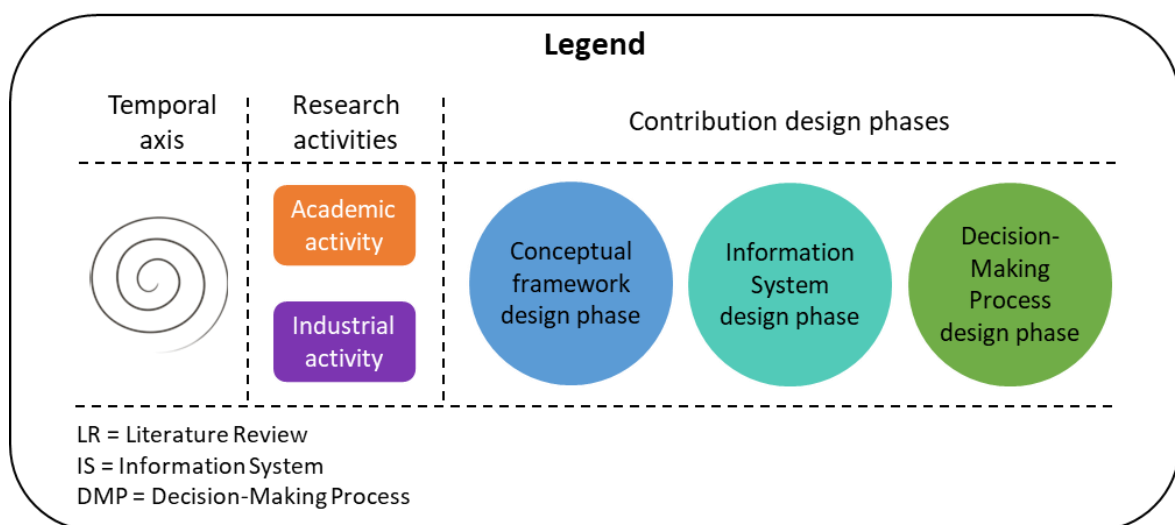 Legend
Temporal
axis
Research
activities
Contribution design phases
Academic
activity
Industrial
activity
Conceptual
framework
design phase
Information
System
design phase
Decision-
Making
Process
design phase
LR = Literature Review
IS = Information System
DMP = Decision-Making Process